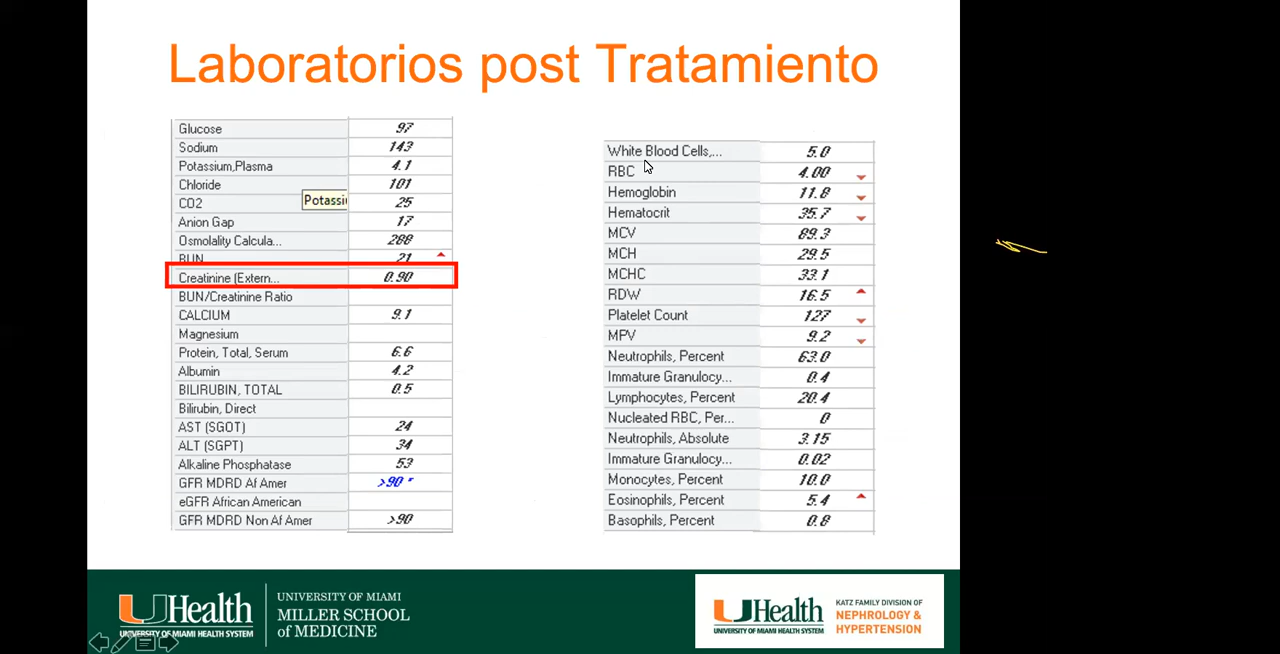 Laboratorios post Tratamiento
Glucose 97
Sodium 143
Potassium,Plasma 4.1
Chloride 101
CO2 25
Potassi
Anion Gap 17
Osmolality Calcula... 288
BUN 21
Creatinine (Extern... 0.90
BUN/Creatinine Ratio
CALCIUM 9.1
Magnesium
Protein, Total, Serum 6.6
Albumin 4.2
BILIRUBIN, TOTAL 0.5
Bilirubin, Direct
AST (SGOT) 24
ALT (SGPT) 34
Alkaline Phosphatase 53
GFR MDRD Af Amer >90 *
eGFR African American
GFR MDRD Non Af Amer >90
White Blood Cells,... 5.0
RBC 4.00
Hemoglobin 11.8
Hematocrit 35.7
MCV 89.3
MCH 29.5
MCHC 33.1
RDW 16.5
Platelet Count 127
MPV 9.2
Neutrophils, Percent 63.0
Immature Granulocy... 0.4
Lymphocytes, Percent 20.4
Nucleated RBC, Per... 0
Neutrophils, Absolute 3.15
Immature Granulocy... 0.02
Monocytes, Percent 10.0
Eosinophils, Percent 5.4
Basophils, Percent 0.8
UHealth
UNIVERSITY OF MIAMI HEALTH SYSTEM
UNIVERSITY OF MIAMI
MILLER SCHOOL
of MEDICINE
UHealth
UNIVERSITY OF MIAMI HEALTH SYSTEM
KATZ FAMILY DIVISION OF
NEPHROLOGY &
HYPERTENSION